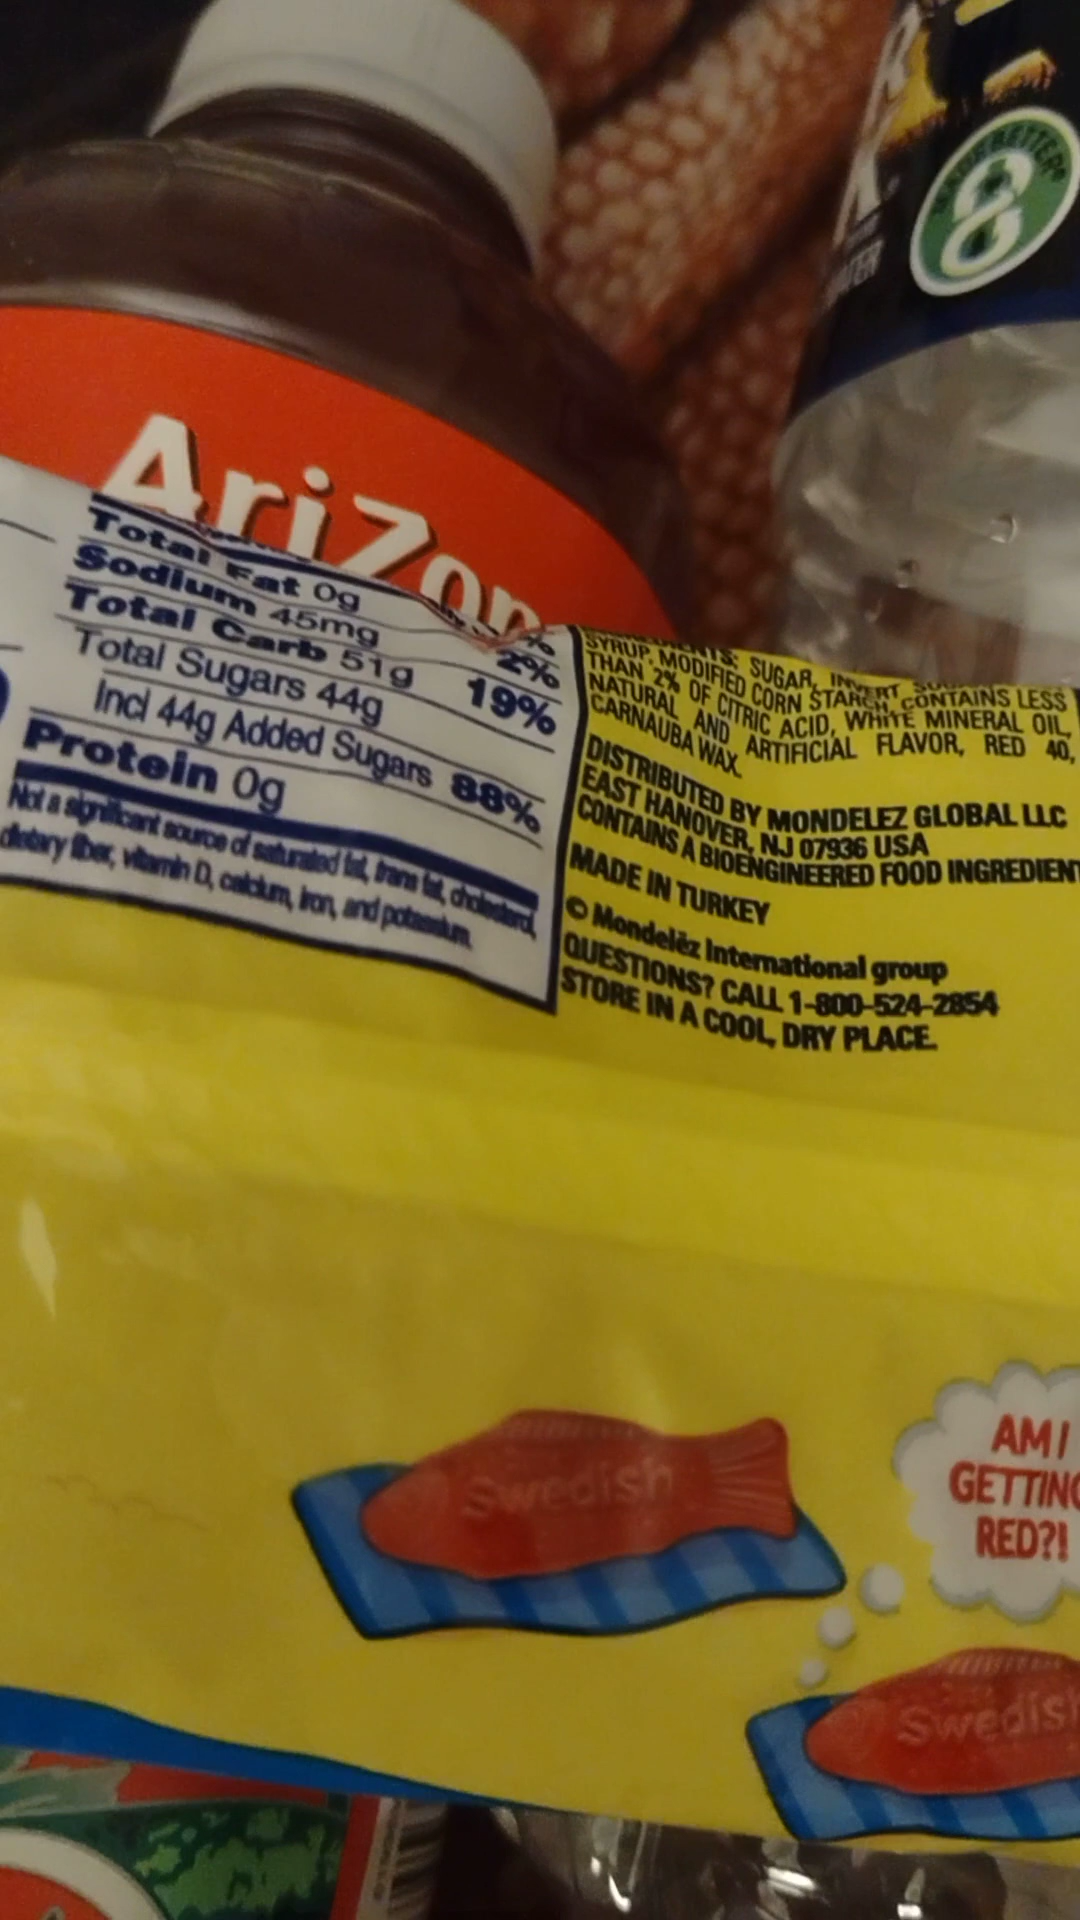 AriZon
Total Fat 0g %
Sodium 45mg 2%
Total Carb 51g 19%
Total Sugars 44g
Incl 44g Added Sugars 88%
Protein 0g
Not a significant source of saturated fat, trans fat, cholesterol,
dietary fiber, vitamin D, calcium, iron, and potassium.
SUGAR, INVERT
SYRUP, MODIFIED CORN STARCH, CONTAINS LESS
THAN 2% OF CITRIC ACID, WHITE MINERAL OIL,
NATURAL AND ARTIFICIAL FLAVOR, RED 40,
CARNAUBA WAX.
DISTRIBUTED BY MONDELEZ GLOBAL LLC
EAST HANOVER, NJ 07936 USA
CONTAINS A BIOENGINEERED FOOD INGREDIENT
MADE IN TURKEY
© Mondelēz International group
QUESTIONS? CALL 1-800-524-2854
STORE IN A COOL, DRY PLACE.
Swedish
AM I
GETTING
RED?!
Swedish